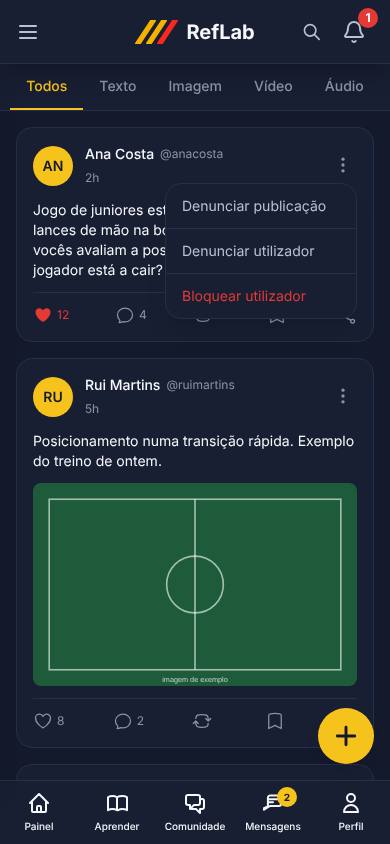 RefLab
1
Todos Texto Imagem Vídeo Áudio
AN
Ana Costa @anacosta
2h
Jogo de juniores est
lances de mão na bo
vocês avaliam a pos
jogador está a cair?
Denunciar publicação
Denunciar utilizador
Bloquear utilizador
12 4
RU
Rui Martins @ruimartins
5h
Posicionamento numa transição rápida. Exemplo
do treino de ontem.
imagem de exemplo
8 2
2
Painel Aprender Comunidade Mensagens Perfil